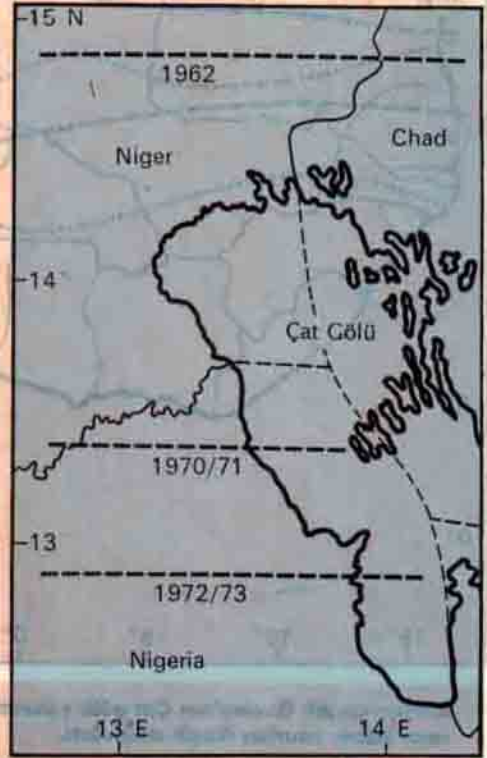 15 N
1962
Chad
Niger
14
Çat Gölü
1970/71
13
1972/73
Nigeria
13 E
14 E